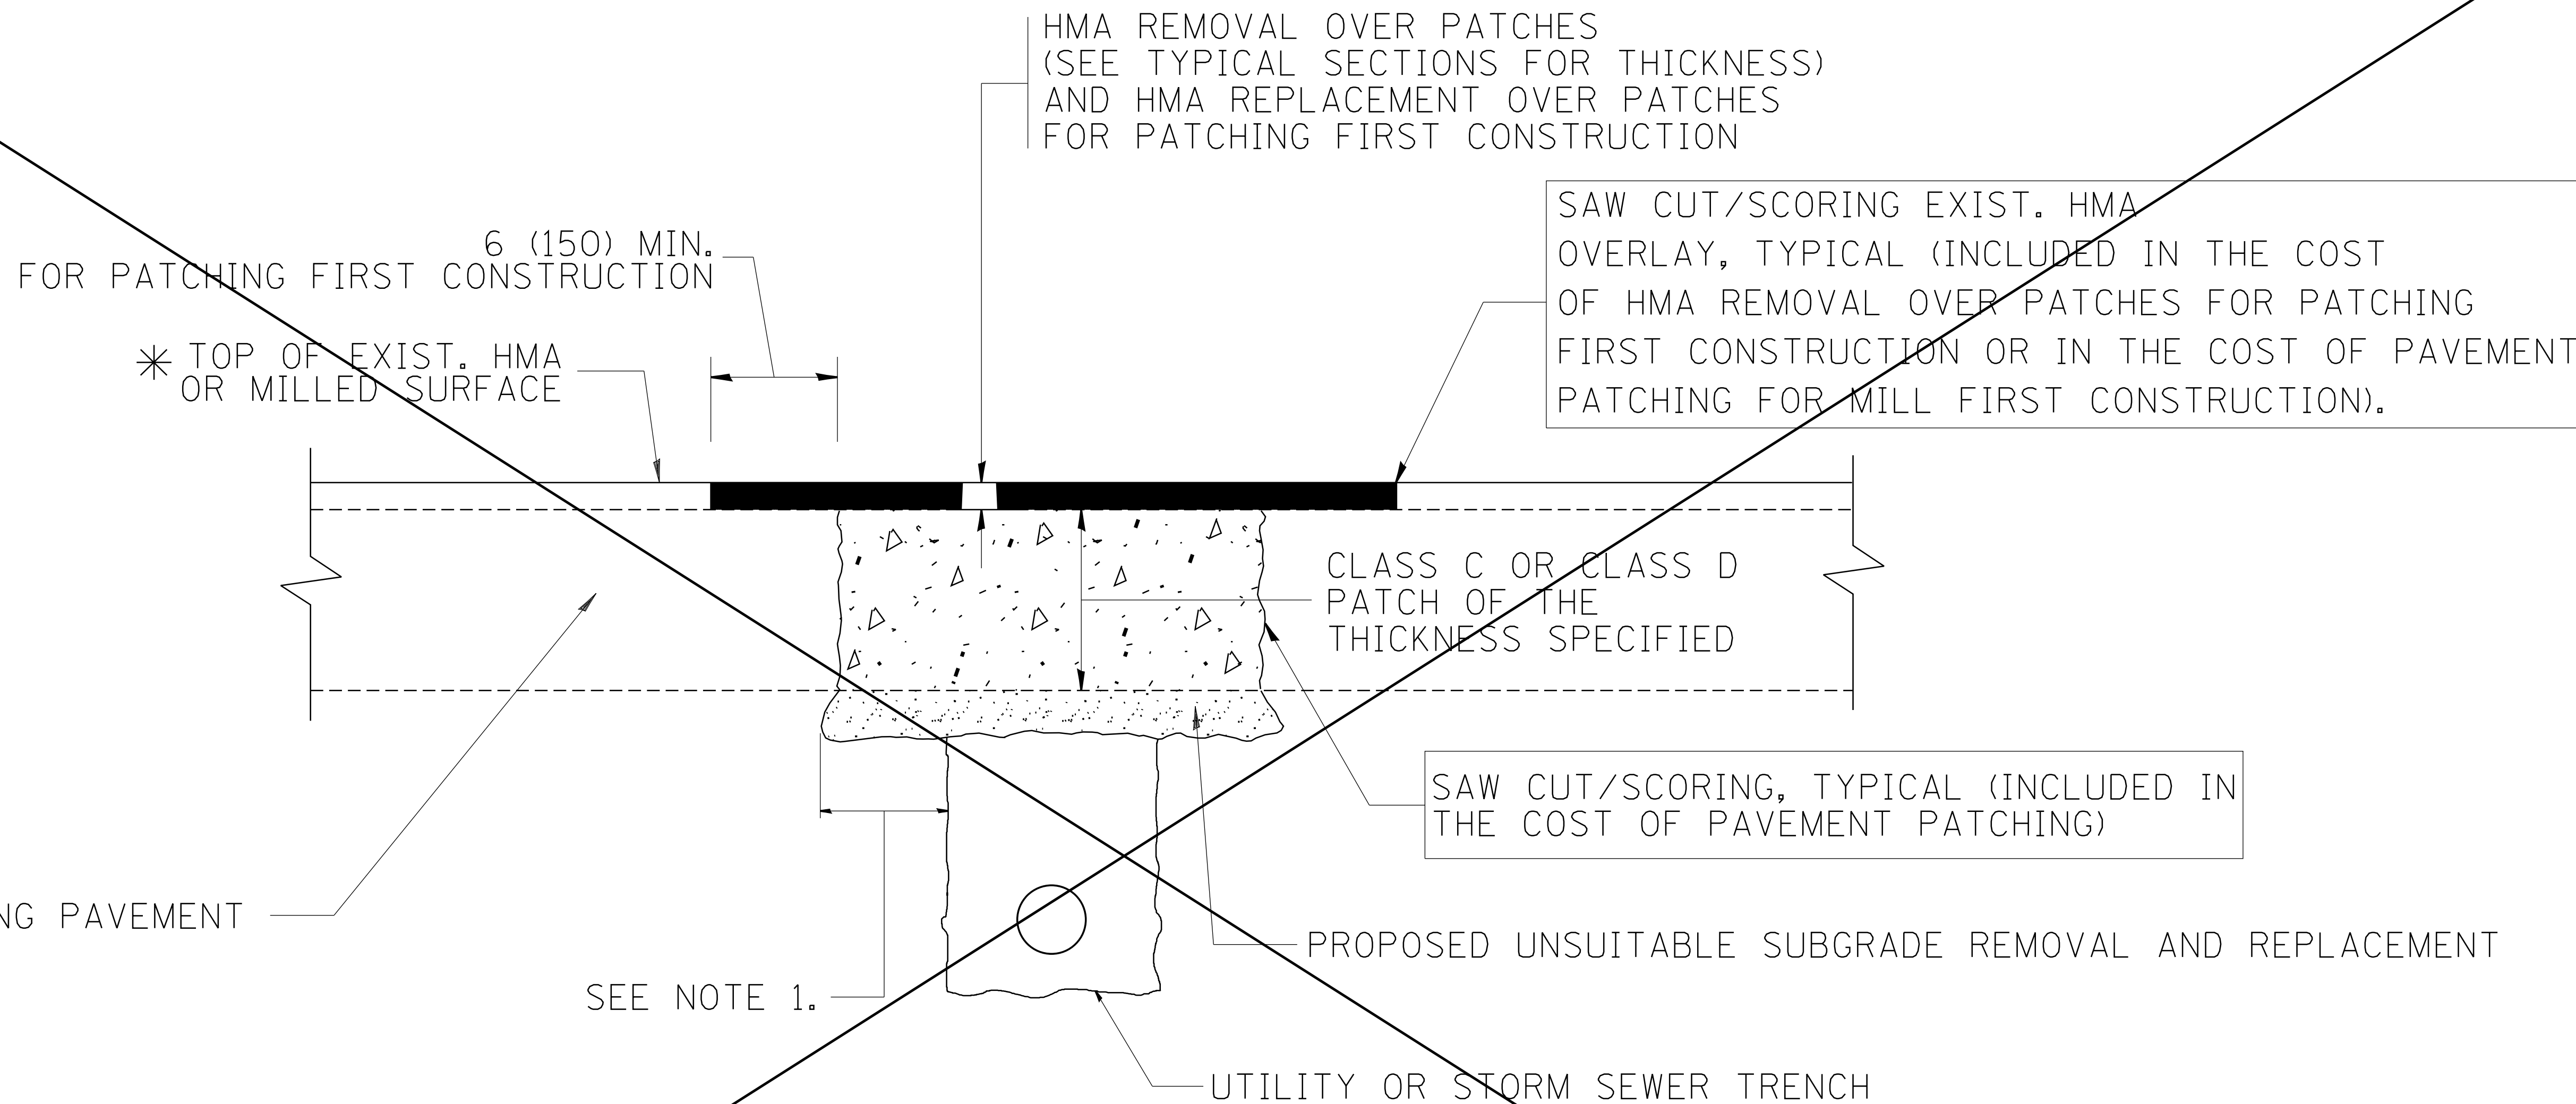 HMA REMOVAL OVER PATCHES
(SEE TYPICAL SECTIONS FOR THICKNESS)
AND HMA REPLACEMENT OVER PATCHES
FOR PATCHING FIRST CONSTRUCTION
SAW CUT/SCORING EXIST. HMA
OVERLAY, TYPICAL (INCLUDED IN THE COST
OF HMA REMOVAL OVER PATCHES FOR PATCHING
FIRST CONSTRUCTION OR IN THE COST OF PAVEMENT
PATCHING FOR MILL FIRST CONSTRUCTION).
6 (150) MIN.
FOR PATCHING FIRST CONSTRUCTION
* TOP OF EXIST. HMA
OR MILLED SURFACE
CLASS C OR CLASS D
PATCH OF THE
THICKNESS SPECIFIED
SAW CUT/SCORING, TYPICAL (INCLUDED IN
THE COST OF PAVEMENT PATCHING)
NG PAVEMENT
PROPOSED UNSUITABLE SUBGRADE REMOVAL AND REPLACEMENT
SEE NOTE 1.
UTILITY OR STORM SEWER TRENCH